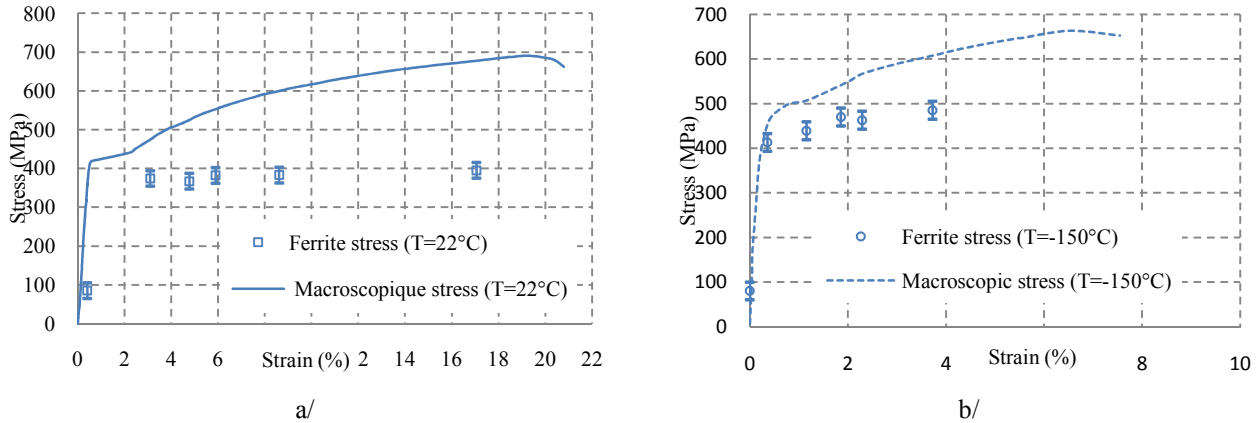 800
700
600
500
400
300
200
100
0
Stress (MPa)
Ferrite stress (T=22°C)
Macroscopique stress (T=22°C)
0 2 4 6 Strain (%) 2 14 16 18 20 22
a/
700
600
500
400
300
200
100
0
Stress (MPa)
Ferrite stress (T=-150°C)
Macroscopic stress (T=-150°C)
0 2 4 6 8 10
Strain (%)
b/